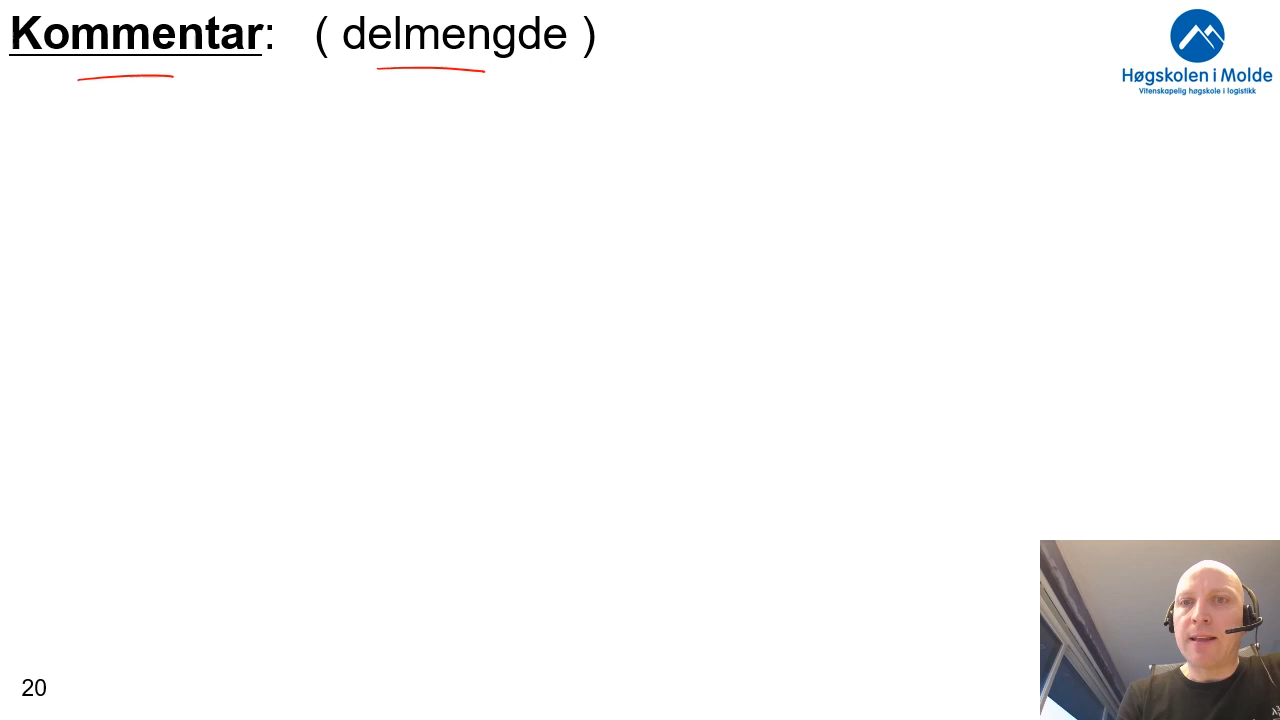 Kommentar: ( delmengde )
Høgskolen i Molde
Vitenskapelig høgskole i logistikk
20